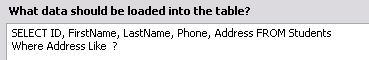 What data should be loaded into the table?
SELECT ID, FirstName, LastName, Phone, Address FROM Students
Where Address Like ?